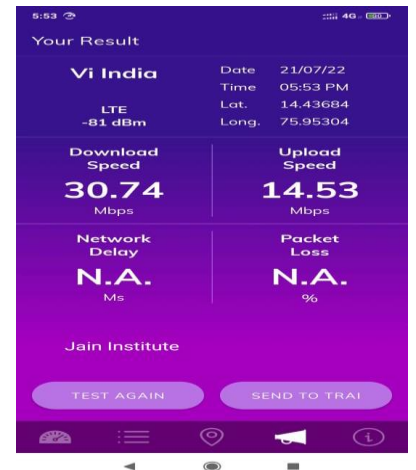 5:53 4G
Your Result
Vi India
LTE
-81 dBm
Date 21/07/22
Time 05:53 PM
Lat. 14.43684
Long. 75.95304
Download
Speed
30.74
Mbps
Upload
Speed
14.53
Mbps
Network
Delay
N.A.
Ms
Packet
Loss
N.A.
%
Jain Institute
TEST AGAIN
SEND TO TRAI